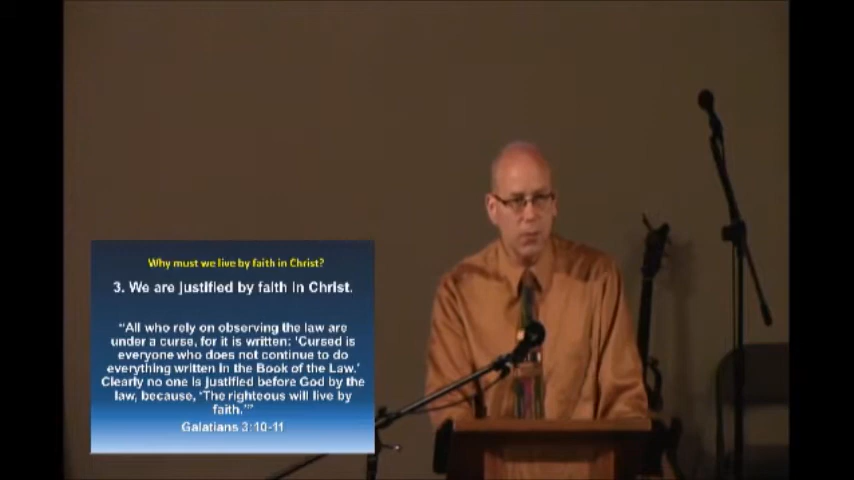 Why must we live by faith in Christ?
3. We are justified by faith in Christ.
“All who rely on observing the law are
under a curse, for it is written: ‘Cursed is
everyone who does not continue to do
everything written in the Book of the Law.’
Clearly no one is justified before God by the
law, because, ‘The righteous will live by
faith.’”
Galatians 3:10-11